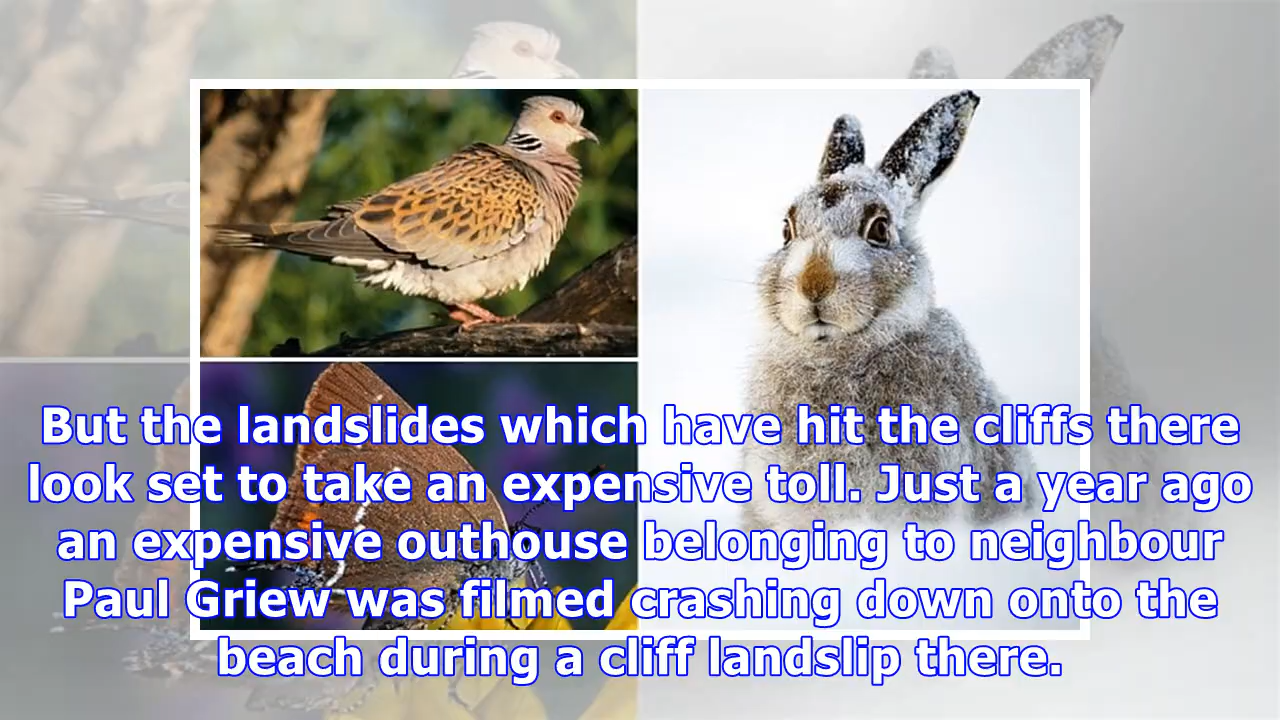 But the landslides which have hit the cliffs there
look set to take an expensive toll. Just a year ago
an expensive outhouse belonging to neighbour
Paul Griew was filmed crashing down onto the
beach during a cliff landslip there.